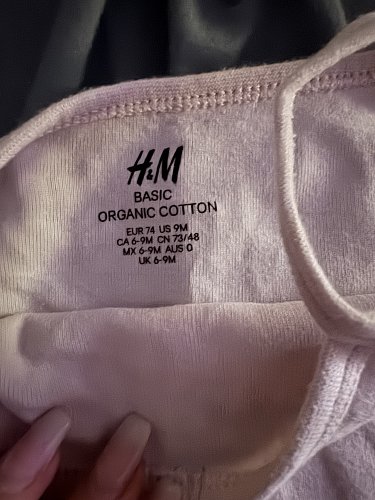 H&M
BASIC
ORGANIC COTTON
EUR 74 US 9M
CA 6-9M CN 73/48
MX 6-9M AUS 0
UK 6-9M